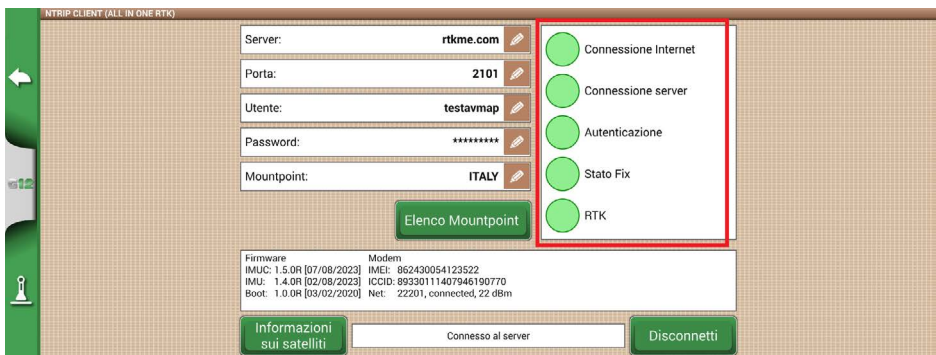 NTRIP CLIENT (ALL IN ONE RTK)
Server: rtkme.com
Porta: 2101
Utente: testavmap
Password: *********
Mountpoint: ITALY
Elenco Mountpoint
Connessione Internet
Connessione server
Autenticazione
Stato Fix
RTK
G12
Firmware Modem
IMUC: 1.5.0R [07/08/2023] IMEI: 862430054123522
IMU: 1.4.0R [02/08/2023] ICCID: 89330111407946190770
Boot: 1.0.0R [03/02/2020] Net: 22201, connected, 22 dBm
Informazioni
sui satelliti
Connesso al server
Disconnetti